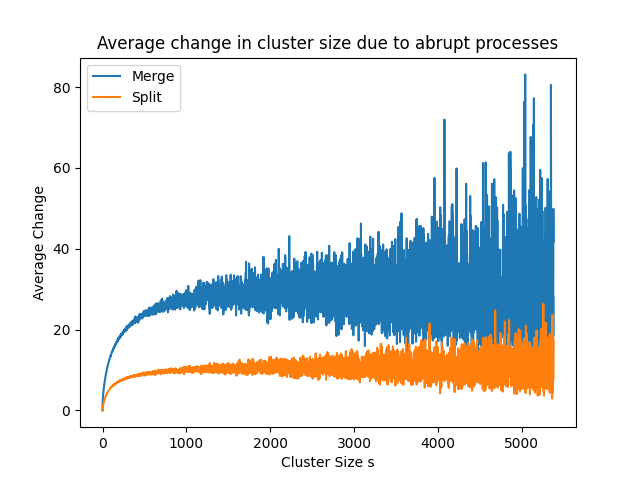 Average change in cluster size due to abrupt processes
Merge
Split
Average Change
80
60
40
20
0
0 1000 2000 3000 4000 5000
Cluster Size s